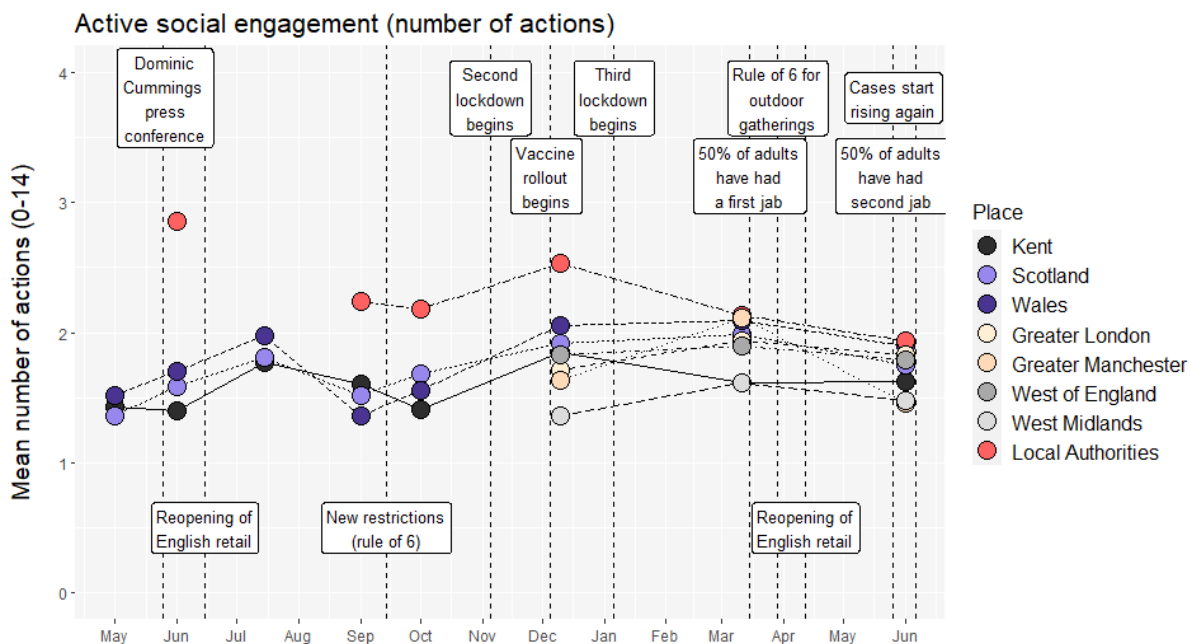 Active social engagement (number of actions)
Mean number of actions (0-14)
4
3
2
1
0
Dominic
Cummings
press
conference
Second
lockdown
begins
Third
lockdown
begins
Rule of 6 for
outdoor
gatherings
Cases start
rising again
Vaccine
rollout
begins
50% of adults
have had
a first jab
50% of adults
have had
second jab
Reopening of
English retail
New restrictions
(rule of 6)
Reopening of
English retail
May Jun Jul Aug Sep Oct Nov Dec Jan Feb Mar Apr May Jun
Place
Kent
Scotland
Wales
Greater London
Greater Manchester
West of England
West Midlands
Local Authorities